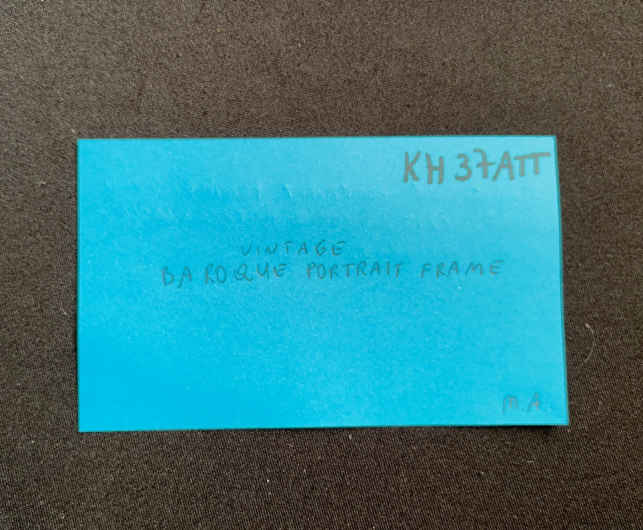 KH37ATT
VINTAGE
BAROQUE PORTRAIT FRAME
M.A.